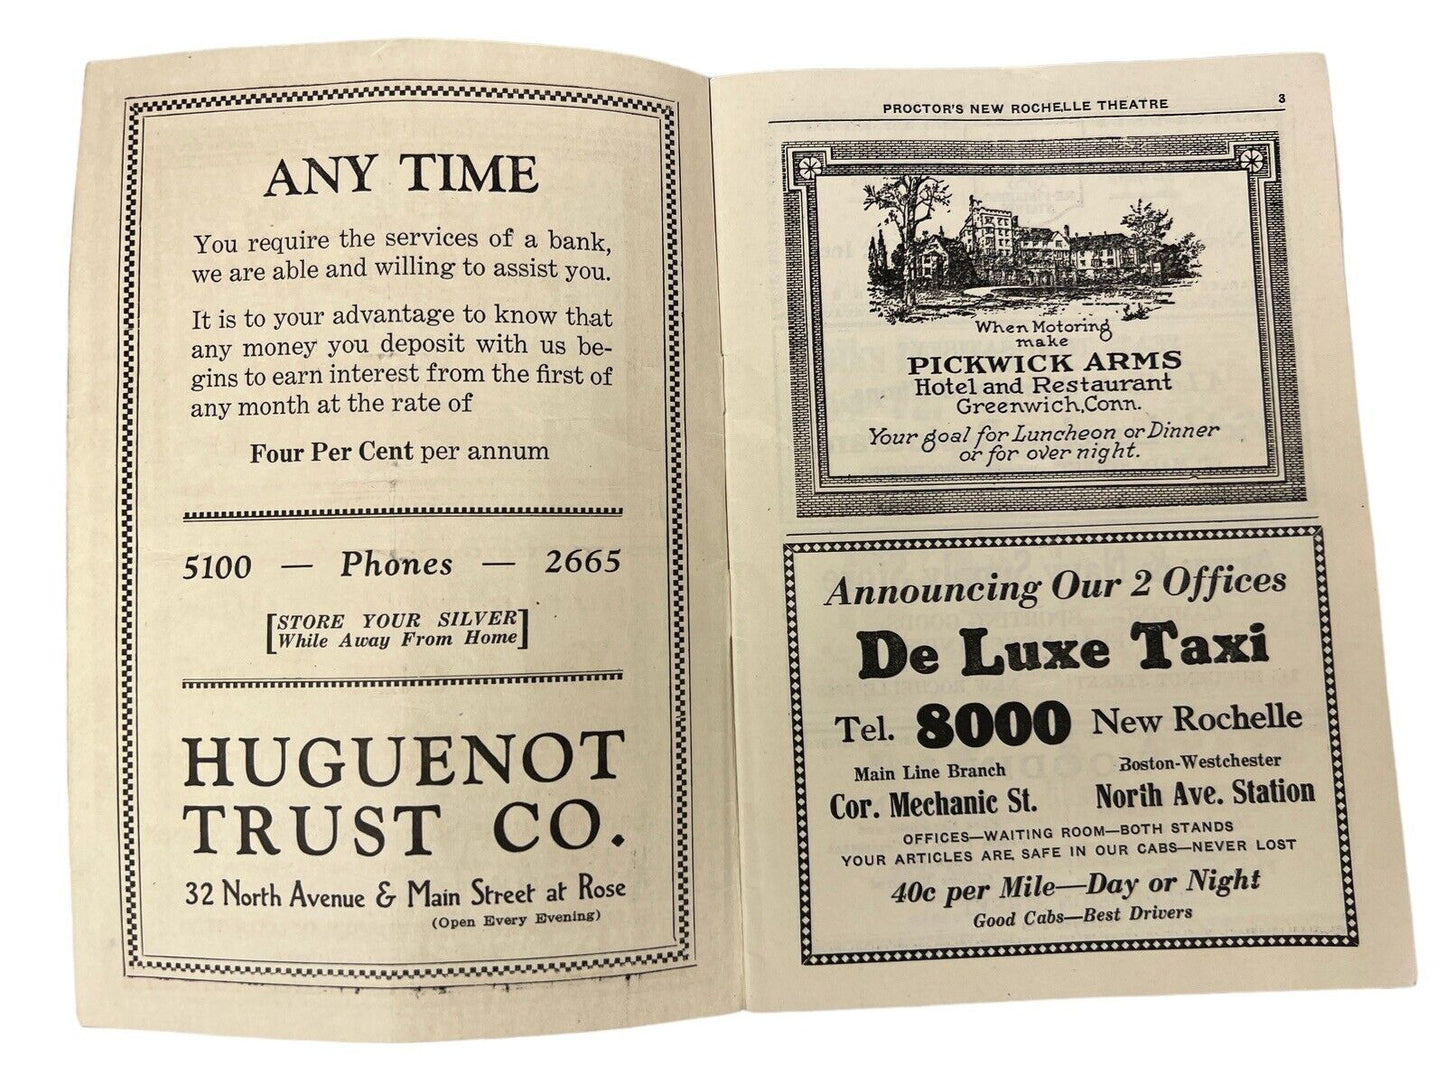 ANY TIME
You require the services of a bank,
we are able and willing to assist you.
It is to your advantage to know that
any money you deposit with us be-
gins to earn interest from the first of
any month at the rate of
Four Per Cent per annum
5100 — Phones — 2665
[STORE YOUR SILVER
While Away From Home]
HUGUENOT
TRUST CO.
32 North Avenue & Main Street at Rose
(Open Every Evening)
PROCTOR'S NEW ROCHELLE THEATRE 3
When Motoring
make
PICKWICK ARMS
Hotel and Restaurant
Greenwich, Conn.
Your goal for Luncheon or Dinner
or for over night.
Announcing Our 2 Offices
De Luxe Taxi
Tel. 8000 New Rochelle
Main Line Branch Boston-Westchester
Cor. Mechanic St. North Ave. Station
OFFICES—WAITING ROOM—BOTH STANDS
YOUR ARTICLES ARE SAFE IN OUR CABS—NEVER LOST
40c per Mile—Day or Night
Good Cabs—Best Drivers